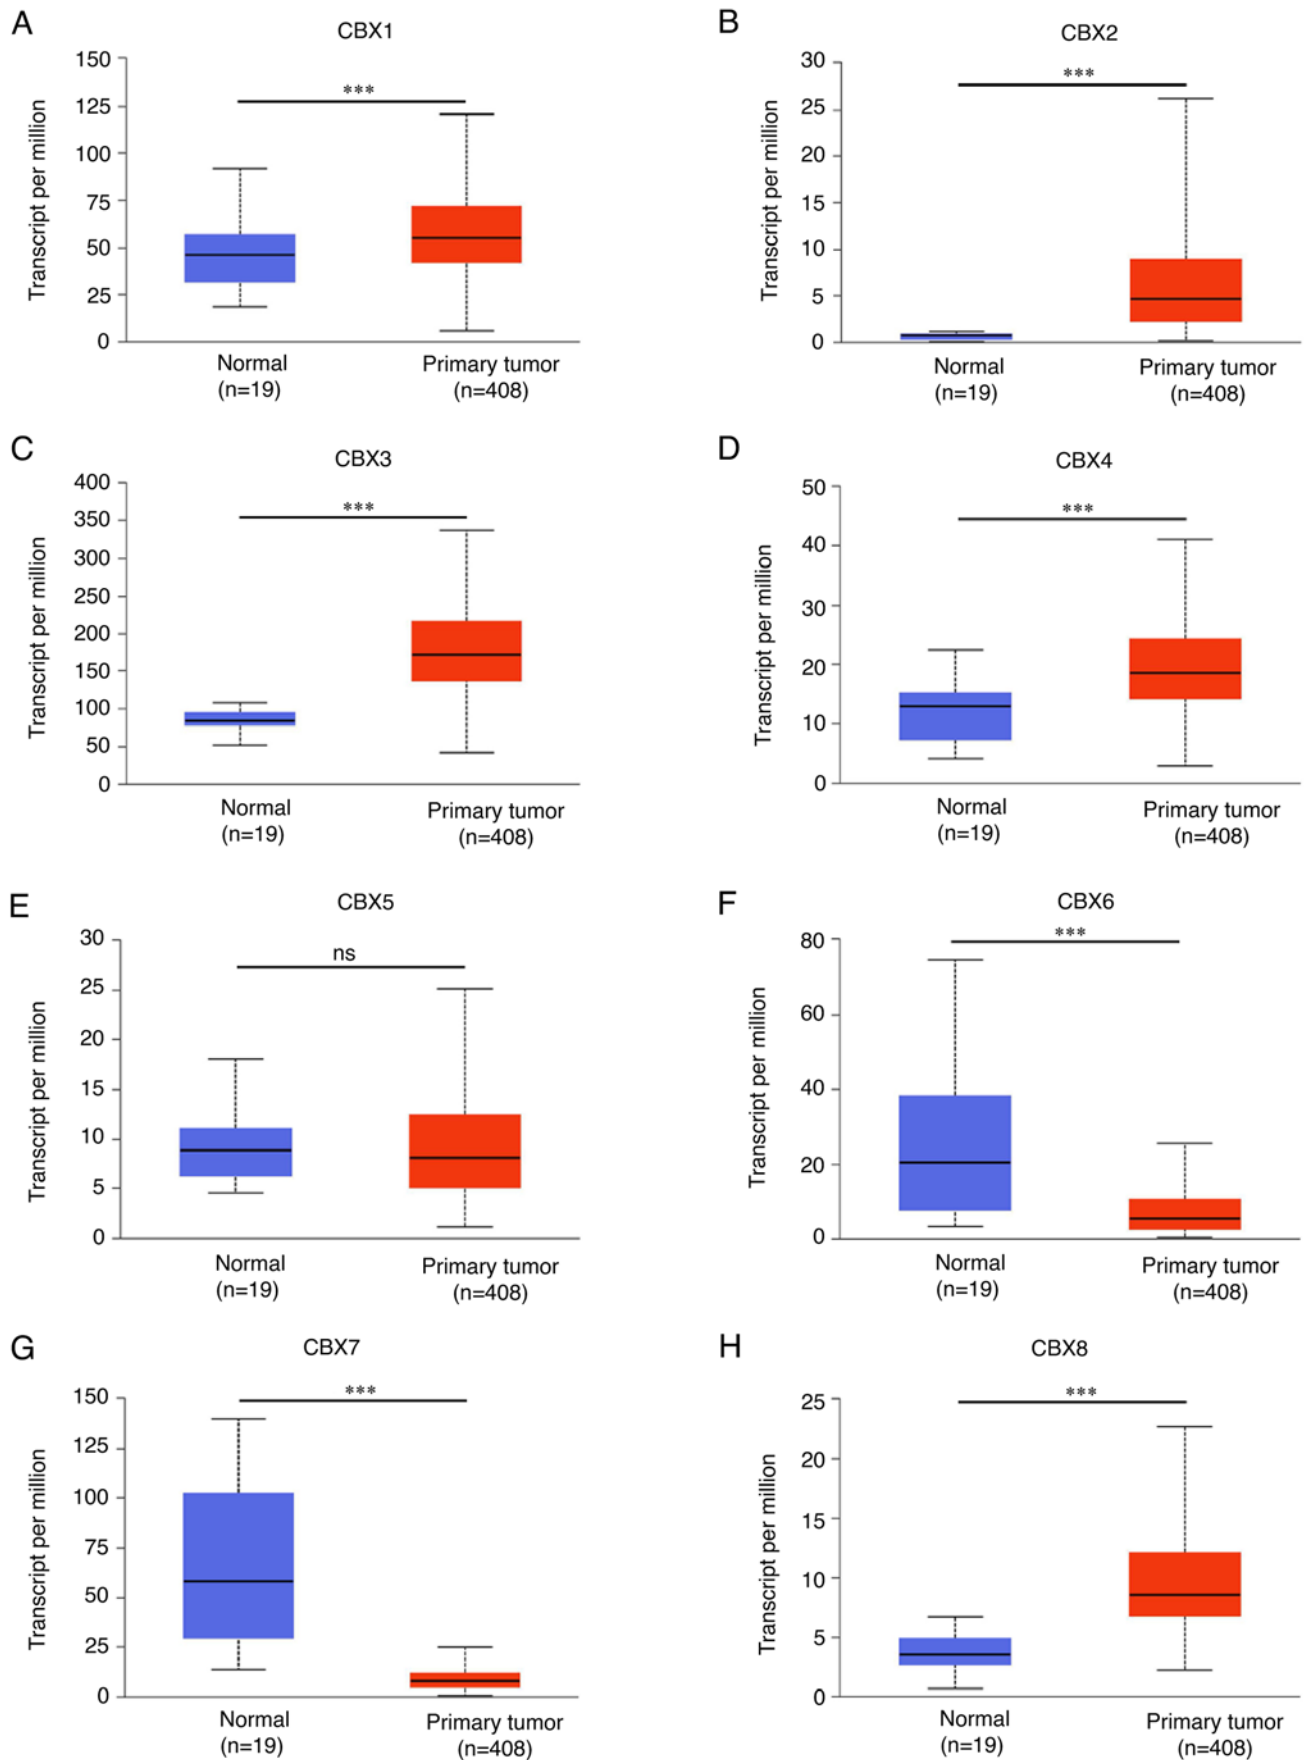 A
CBX1
150
125
100
75
50
25
0
Transcript per million
***
Normal
(n=19)
Primary tumor
(n=408)
B
CBX2
30
25
20
15
10
5
0
Transcript per million
***
Normal
(n=19)
Primary tumor
(n=408)
C
CBX3
400
350
300
250
200
150
100
50
0
Transcript per million
***
Normal
(n=19)
Primary tumor
(n=408)
D
CBX4
50
40
30
20
10
0
Transcript per million
***
Normal
(n=19)
Primary tumor
(n=408)
E
CBX5
30
25
20
15
10
5
0
Transcript per million
ns
Normal
(n=19)
Primary tumor
(n=408)
F
CBX6
80
60
40
20
0
Transcript per million
***
Normal
(n=19)
Primary tumor
(n=408)
G
CBX7
150
125
100
75
50
25
0
Transcript per million
***
Normal
(n=19)
Primary tumor
(n=408)
H
CBX8
25
20
15
10
5
0
Transcript per million
***
Normal
(n=19)
Primary tumor
(n=408)